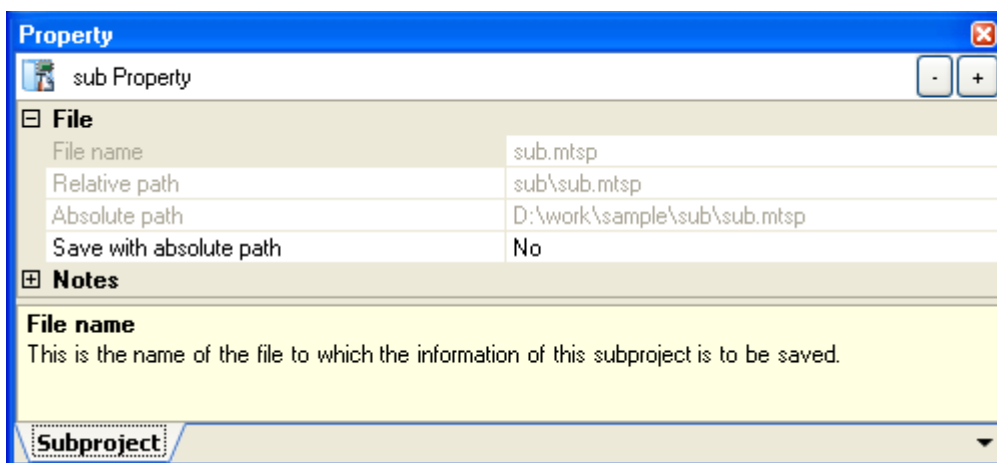 Property
sub Property - +
File
File name sub.mtsp
Relative path sub\sub.mtsp
Absolute path D:\work\sample\sub\sub.mtsp
Save with absolute path No
Notes
File name
This is the name of the file to which the information of this subproject is to be saved.
Subproject